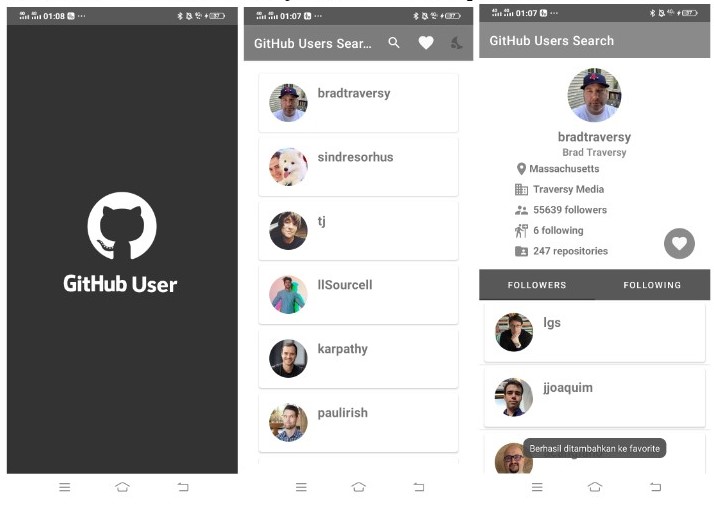 01:08
GitHub User
01:07
GitHub Users Sear...
bradtraversy
sindresorhus
tj
llSourcell
karpathy
paulirish
01:07
GitHub Users Search
bradtraversy
Brad Traversy
Massachusetts
Traversy Media
55639 followers
6 following
247 repositories
FOLLOWERS FOLLOWING
lgs
jjoaquim
Berhasil ditambahkan ke favorite